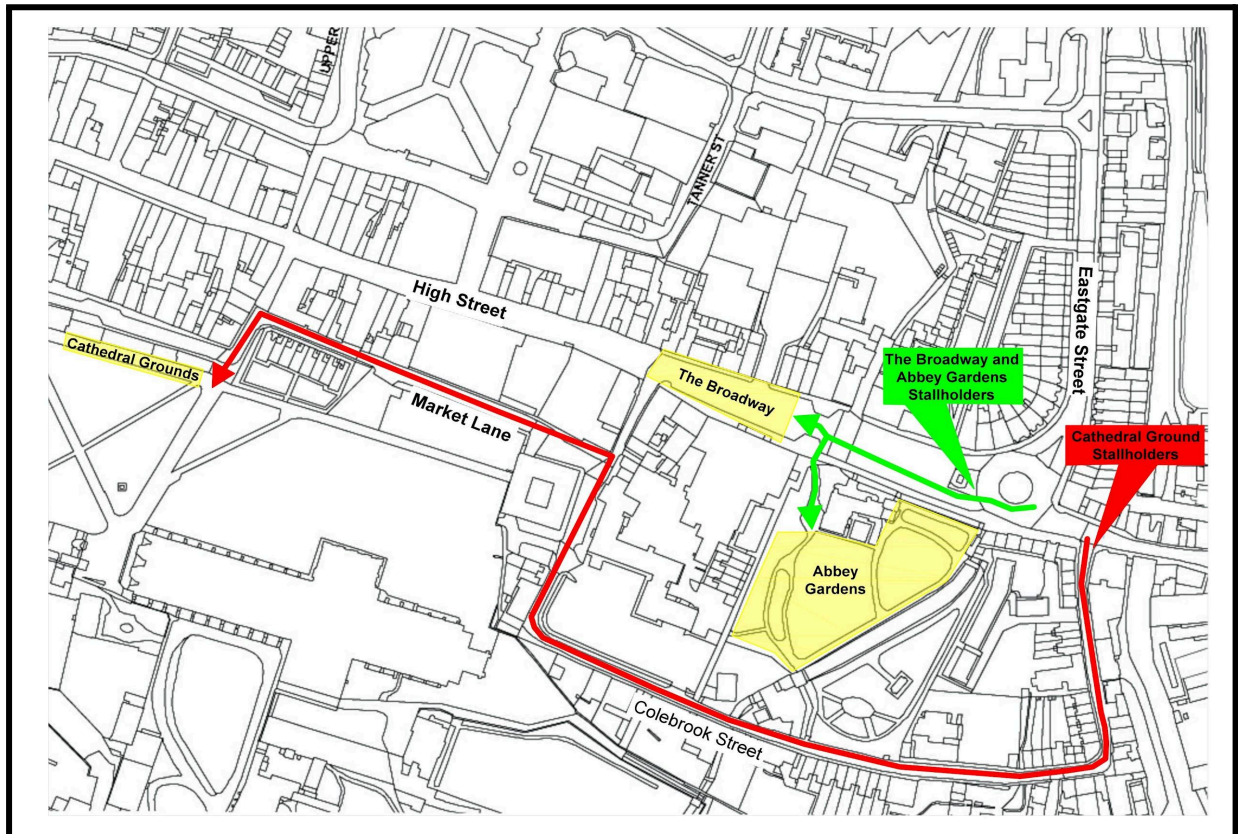 UPPER
TANNER ST
High Street
Eastgate Street
Cathedral Grounds
The Broadway
The Broadway and
Abbey Gardens
Stallholders
Market Lane
Cathedral Ground
Stallholders
Abbey
Gardens
Colebrook Street